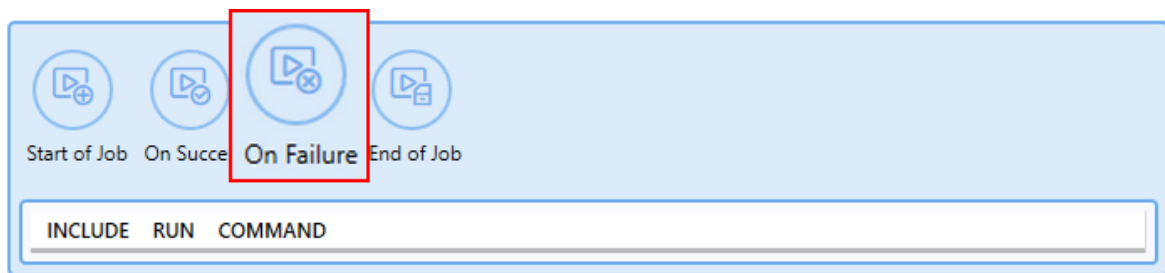 Start of Job On Succe On Failure End of Job
INCLUDE RUN COMMAND